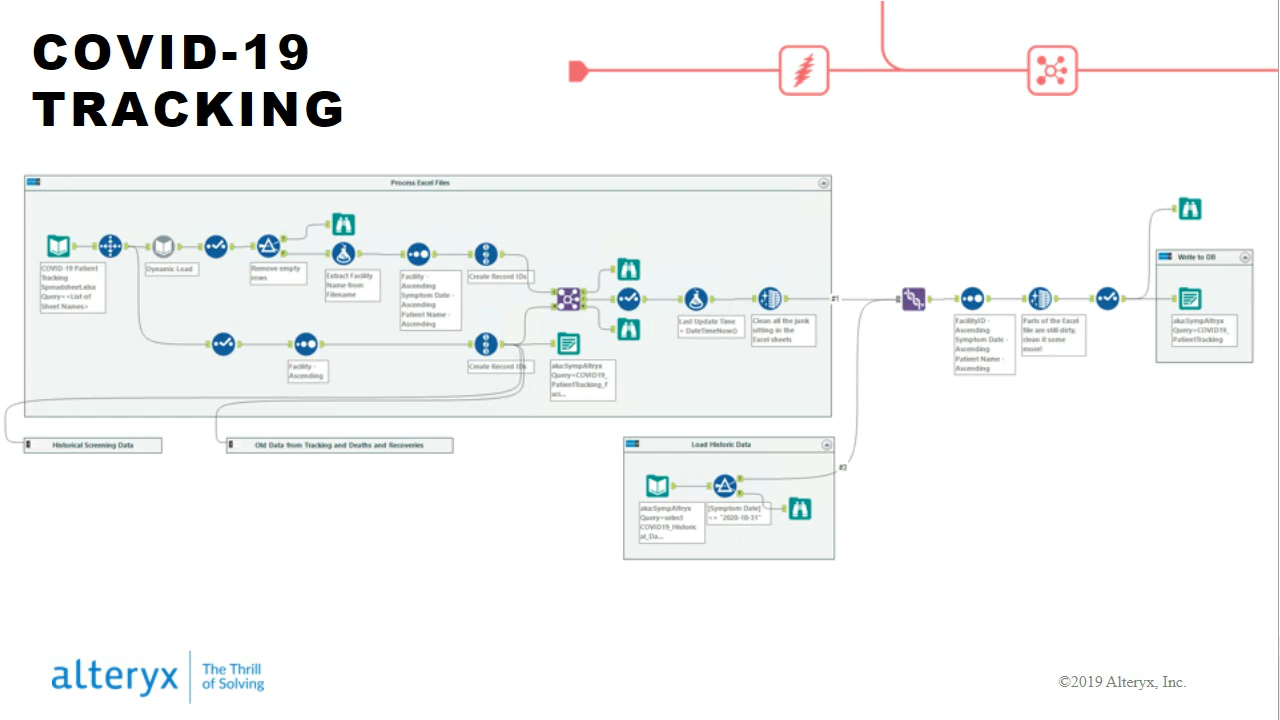 COVID-19
TRACKING
Process Excel Files
COVID-19 Patient
Tracking
Spreadsheet.xlsx
Query=<List of
Sheet Names>
Dynamic Load
Remove empty
rows
Extract Facility
Name from
Filename
Facility -
Ascending
Symptom Date -
Ascending
Patient Name -
Ascending
Create Record IDs
Last Update Time
= DateTimeNow()
Clean all the junk
sitting in the
Excel sheets
#1
Facility -
Ascending
Create Record IDs
aka:SympAltryx
Query=COVID19_
PatientTracking_F
aci...
Historical Screening Data
Old Data from Tracking and Deaths and Recoveries
Load Historic Data
aka:SympAltryx
Query=select
COVID19_Historic
al_Da...
[Symptom Date]
<= "2020-10-31"
#3
FacilityID -
Ascending
Symptom Date -
Ascending
Patient Name -
Ascending
Parts of the Excel
file are still dirty,
clean it some
more!
Write to DB
aka:SympAltryx
Query=COVID19_
PatientTracking
alteryx
The Thrill
of Solving
©2019 Alteryx, Inc.